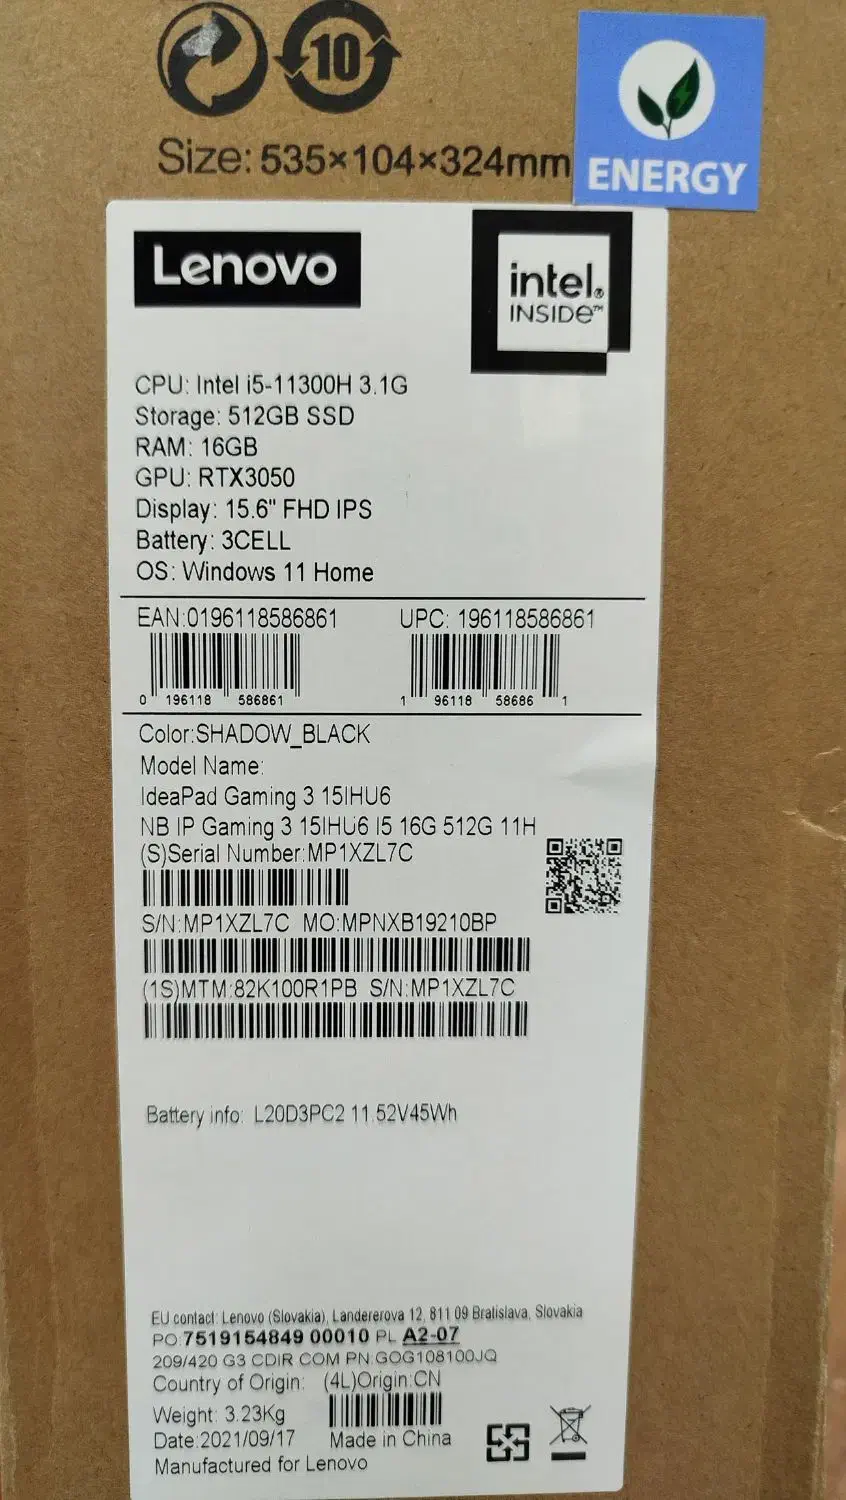 10
Size: 535×104×324mm
ENERGY
Lenovo
intel®
INSIDe™
CPU: Intel i5-11300H 3.1G
Storage: 512GB SSD
RAM: 16GB
GPU: RTX3050
Display: 15.6" FHD IPS
Battery: 3CELL
OS: Windows 11 Home
EAN:0196118586861 UPC: 196118586861
0 196118 586861 1 96118 58686 1
Color:SHADOW_BLACK
Model Name:
IdeaPad Gaming 3 15IHU6
NB IP Gaming 3 15IHU6 I5 16G 512G 11H
(S)Serial Number:MP1XZL7C
S/N:MP1XZL7C MO:MPNXB19210BP
(1S)MTM:82K100R1PB S/N:MP1XZL7C
Battery info: L20D3PC2 11.52V45Wh
EU contact: Lenovo (Slovakia), Landererova 12, 811 09 Bratislava, Slovakia
PO:7519154849 00010 PL A2-07
209/420 G3 CDIR COM PN:GOG108100JQ
Country of Origin: (4L)Origin:CN
Weight: 3.23Kg
Date:2021/09/17 Made in China
Manufactured for Lenovo